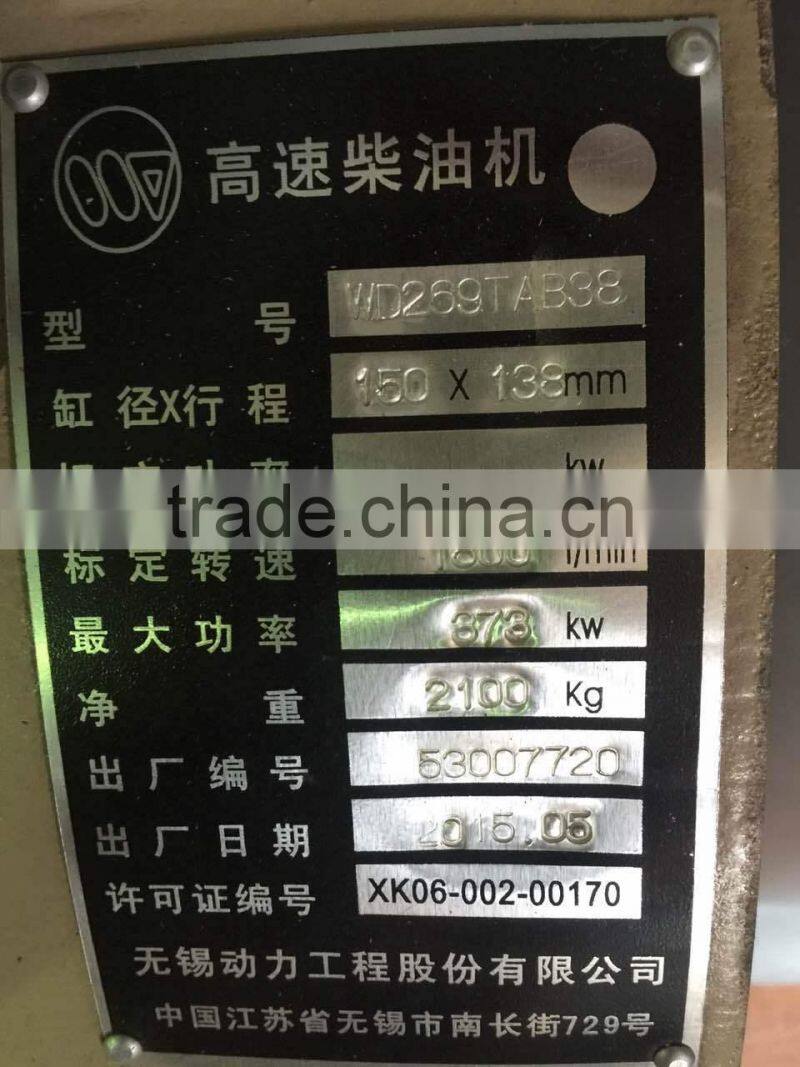 高速柴油机
型号 WD269TAB38
缸径X行程 150 X 138mm
kw
trade.china.cn
标定转速 r/min
最大功率 373 kw
净重 2100 Kg
出厂编号 53007720
出厂日期 2015.05
许可证编号 XK06-002-00170
无锡动力工程股份有限公司
中国江苏省无锡市南长街729号